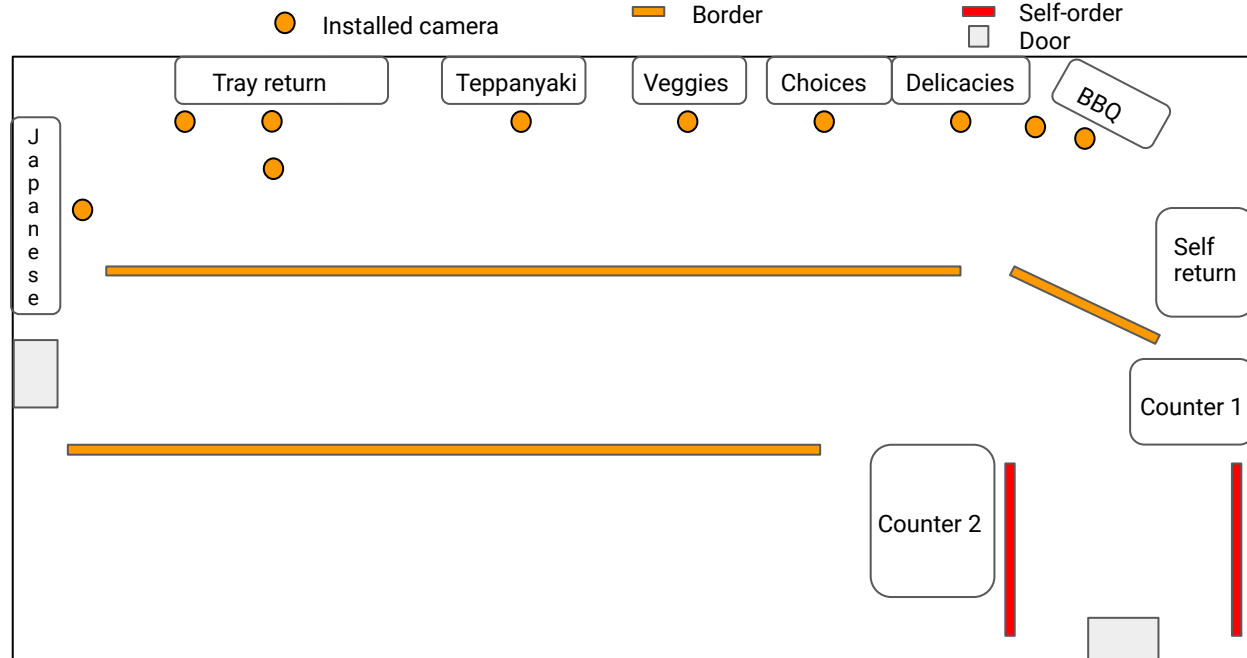 Installed camera
Border
Self-order
Door
Tray return
Teppanyaki
Veggies
Choices
Delicacies
BBQ
Japanese
Self
return
Counter 1
Counter 2